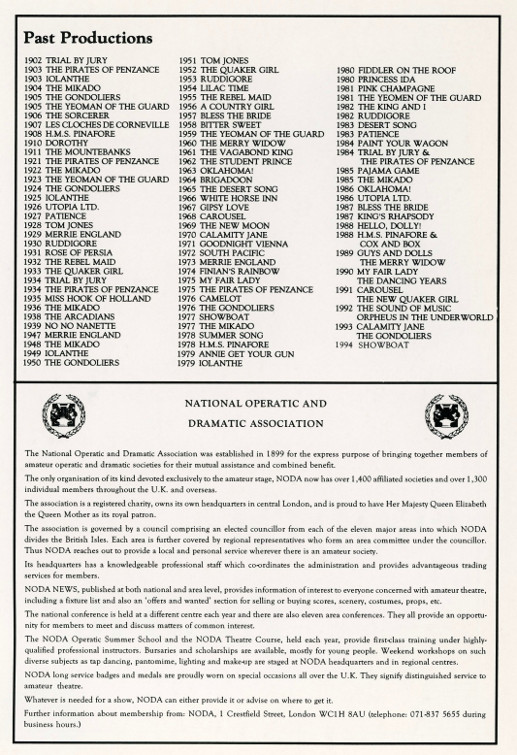 Past Productions
1902 TRIAL BY JURY
1903 THE PIRATES OF PENZANCE
1903 IOLANTHE
1904 THE MIKADO
1905 THE GONDOLIERS
1905 THE YEOMAN OF THE GUARD
1906 THE SORCERER
1907 LES CLOCHES DE CORNEVILLE
1908 H.M.S. PINAFORE
1910 DOROTHY
1911 THE MOUNTEBANKS
1921 THE PIRATES OF PENZANCE
1922 THE MIKADO
1923 THE YEOMAN OF THE GUARD
1924 THE GONDOLIERS
1925 IOLANTHE
1926 UTOPIA LTD.
1927 PATIENCE
1928 TOM JONES
1929 MERRIE ENGLAND
1930 RUDDIGORE
1931 ROSE OF PERSIA
1932 THE REBEL MAID
1933 THE QUAKER GIRL
1934 TRIAL BY JURY
1934 THE PIRATES OF PENZANCE
1935 MISS HOOK OF HOLLAND
1936 THE MIKADO
1938 THE ARCADIANS
1939 NO NO NANETTE
1947 MERRIE ENGLAND
1948 THE MIKADO
1949 IOLANTHE
1950 THE GONDOLIERS
1951 TOM JONES
1952 THE QUAKER GIRL
1953 RUDDIGORE
1954 LILAC TIME
1955 THE REBEL MAID
1956 A COUNTRY GIRL
1957 BLESS THE BRIDE
1958 BITTER SWEET
1959 THE YEOMAN OF THE GUARD
1960 THE MERRY WIDOW
1961 THE VAGABOND KING
1962 THE STUDENT PRINCE
1963 OKLAHOMA!
1964 BRIGADOON
1965 THE DESERT SONG
1966 WHITE HORSE INN
1967 GIPSY LOVE
1968 CAROUSEL
1969 THE NEW MOON
1970 CALAMITY JANE
1971 GOODNIGHT VIENNA
1972 SOUTH PACIFIC
1973 MERRIE ENGLAND
1974 FINIAN'S RAINBOW
1975 MY FAIR LADY
1975 THE PIRATES OF PENZANCE
1976 CAMELOT
1976 THE GONDOLIERS
1977 SHOWBOAT
1977 THE MIKADO
1978 SUMMER SONG
1978 H.M.S. PINAFORE
1979 ANNIE GET YOUR GUN
1979 IOLANTHE
1980 FIDDLER ON THE ROOF
1980 PRINCESS IDA
1981 PINK CHAMPAGNE
1981 THE YEOMEN OF THE GUARD
1982 THE KING AND I
1982 RUDDIGORE
1983 DESERT SONG
1983 PATIENCE
1984 PAINT YOUR WAGON
1984 TRIAL BY JURY &
THE PIRATES OF PENZANCE
1985 PAJAMA GAME
1985 THE MIKADO
1986 OKLAHOMA!
1986 UTOPIA LTD.
1987 BLESS THE BRIDE
1987 KING'S RHAPSODY
1988 HELLO, DOLLY!
1988 H.M.S. PINAFORE &
COX AND BOX
1989 GUYS AND DOLLS
THE MERRY WIDOW
1990 MY FAIR LADY
THE DANCING YEARS
1991 CAROUSEL
THE NEW QUAKER GIRL
1992 THE SOUND OF MUSIC
ORPHEUS IN THE UNDERWORLD
1993 CALAMITY JANE
THE GONDOLIERS
1994 SHOWBOAT
NATIONAL OPERATIC AND
DRAMATIC ASSOCIATION
The National Operatic and Dramatic Association was established in 1899 for the express purpose of bringing together members of
amateur operatic and dramatic societies for their mutual assistance and combined benefit.
The only organisation of its kind devoted exclusively to the amateur stage, NODA now has over 1,400 affiliated societies and over 1,300
individual members throughout the U.K. and overseas.
The association is a registered charity, owns its own headquarters in central London, and is proud to have Her Majesty Queen Elizabeth
the Queen Mother as its royal patron.
The association is governed by a council comprising an elected councillor from each of the eleven major areas into which NODA
divides the British Isles. Each area is further covered by regional representatives who form an area committee under the councillor.
Thus NODA reaches out to provide a local and personal service wherever there is an amateur society.
Its headquarters has a knowledgeable professional staff which co-ordinates the administration and provides advantageous trading
services for members.
NODA NEWS, published at both national and area level, provides information of interest to everyone concerned with amateur theatre,
including a fixture list and also an 'offers and wanted' section for selling or buying scores, scenery, costumes, props, etc.
The national conference is held at a different centre each year and there are also eleven area conferences. They all provide an opportu-
nity for members to meet and discuss matters of common interest.
The NODA Operatic Summer School and the NODA Theatre Course, held each year, provide first-class training under highly-
qualified professional instructors. Bursaries and scholarships are available, mostly for young people. Weekend workshops on such
diverse subjects as tap dancing, pantomime, lighting and make-up are staged at NODA headquarters and in regional centres.
NODA long service badges and medals are proudly worn on special occasions all over the U.K. They signify distinguished service to
amateur theatre.
Whatever is needed for a show, NODA can either provide it or advise on where to get it.
Further information about membership from: NODA, 1 Crestfield Street, London WC1H 8AU (telephone: 071-837 5655 during
business hours.)